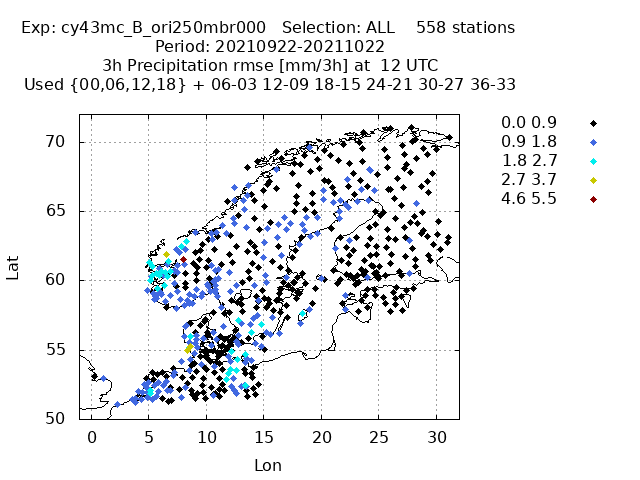 Exp: cy43mc_B_ori250mbr000 Selection: ALL 558 stations
Period: 20210922-20211022
3h Precipitation rmse [mm/3h] at 12 UTC
Used {00,06,12,18} + 06-03 12-09 18-15 24-21 30-27 36-33
0.0 0.9
0.9 1.8
1.8 2.7
2.7 3.7
4.6 5.5
70
65
60
55
50
Lat
0 5 10 15 20 25 30
Lon